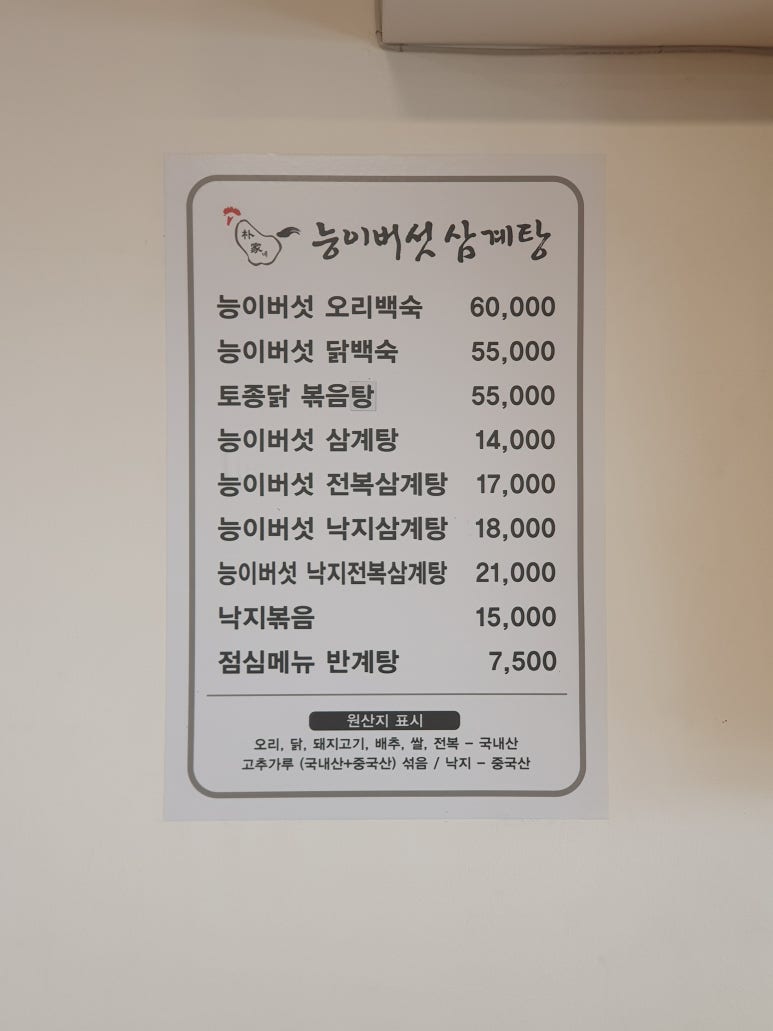 朴家네
능이버섯 삼계탕
능이버섯 오리백숙 60,000
능이버섯 닭백숙 55,000
토종닭 볶음탕 55,000
능이버섯 삼계탕 14,000
능이버섯 전복삼계탕 17,000
능이버섯 낙지삼계탕 18,000
능이버섯 낙지전복삼계탕 21,000
낙지볶음 15,000
점심메뉴 반계탕 7,500
원산지 표시
오리, 닭, 돼지고기, 배추, 쌀, 전복 - 국내산
고추가루 (국내산+중국산) 섞음 / 낙지 - 중국산